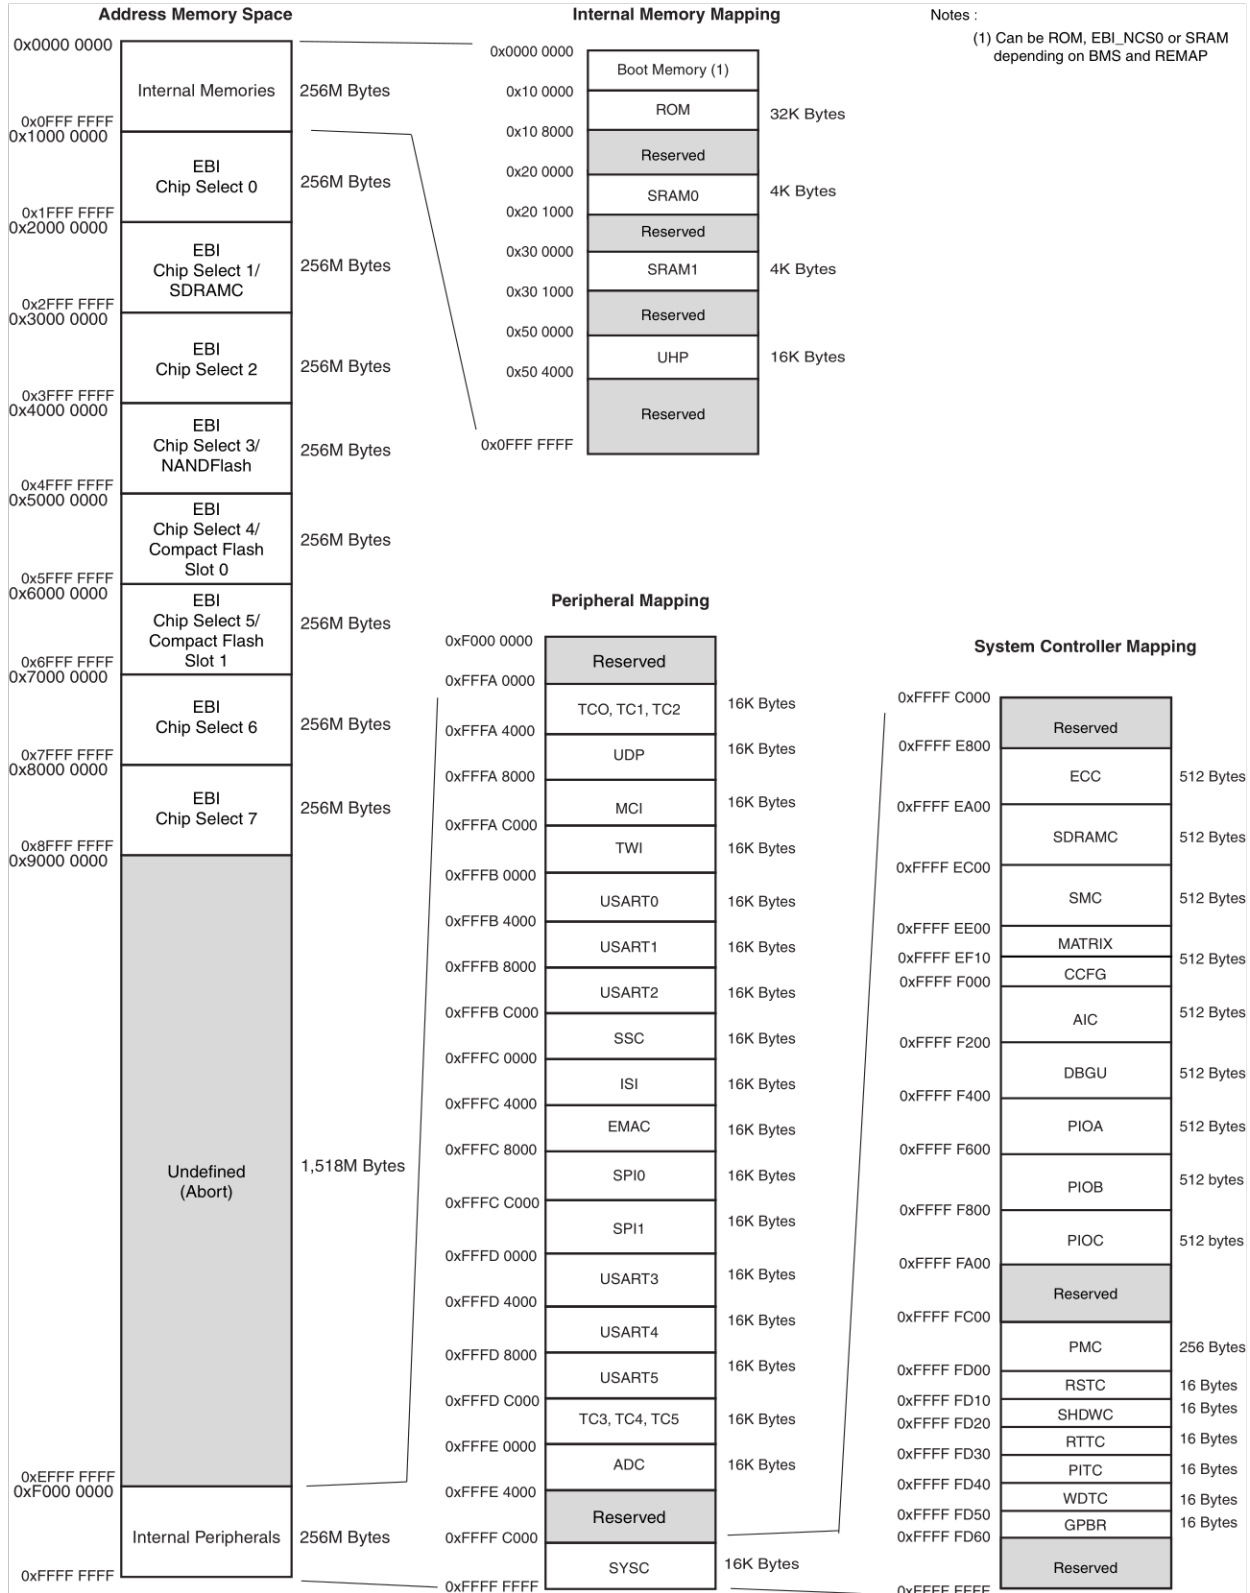 Address Memory Space
0x0000 0000
Internal Memories
256M Bytes
0x0FFF FFFF
0x1000 0000
EBI
Chip Select 0
256M Bytes
0x1FFF FFFF
0x2000 0000
EBI
Chip Select 1/
SDRAMC
256M Bytes
0x2FFF FFFF
0x3000 0000
EBI
Chip Select 2
256M Bytes
0x3FFF FFFF
0x4000 0000
EBI
Chip Select 3/
NANDFlash
256M Bytes
0x4FFF FFFF
0x5000 0000
EBI
Chip Select 4/
Compact Flash
Slot 0
256M Bytes
0x5FFF FFFF
0x6000 0000
EBI
Chip Select 5/
Compact Flash
Slot 1
256M Bytes
0x6FFF FFFF
0x7000 0000
EBI
Chip Select 6
256M Bytes
0x7FFF FFFF
0x8000 0000
EBI
Chip Select 7
256M Bytes
0x8FFF FFFF
0x9000 0000
Undefined
(Abort)
1,518M Bytes
0xEFFF FFFF
0xF000 0000
Internal Peripherals
256M Bytes
0xFFFF FFFF
Internal Memory Mapping
0x0000 0000
Boot Memory (1)
0x10 0000
ROM
32K Bytes
0x10 8000
Reserved
0x20 0000
SRAM0
4K Bytes
0x20 1000
Reserved
0x30 0000
SRAM1
4K Bytes
0x30 1000
Reserved
0x50 0000
UHP
16K Bytes
0x50 4000
Reserved
0x0FFF FFFF
Notes :
(1) Can be ROM, EBI_NCS0 or SRAM
depending on BMS and REMAP
Peripheral Mapping
0xF000 0000
Reserved
0xFFFA 0000
TCO, TC1, TC2
16K Bytes
0xFFFA 4000
UDP
16K Bytes
0xFFFA 8000
MCI
16K Bytes
0xFFFA C000
TWI
16K Bytes
0xFFFB 0000
USART0
16K Bytes
0xFFFB 4000
USART1
16K Bytes
0xFFFB 8000
USART2
16K Bytes
0xFFFB C000
SSC
16K Bytes
0xFFFC 0000
ISI
16K Bytes
0xFFFC 4000
EMAC
16K Bytes
0xFFFC 8000
SPI0
16K Bytes
0xFFFC C000
SPI1
16K Bytes
0xFFFD 0000
USART3
16K Bytes
0xFFFD 4000
USART4
16K Bytes
0xFFFD 8000
USART5
16K Bytes
0xFFFD C000
TC3, TC4, TC5
16K Bytes
0xFFFE 0000
ADC
16K Bytes
0xFFFE 4000
Reserved
0xFFFF C000
SYSC
16K Bytes
0xFFFF FFFF
System Controller Mapping
0xFFFF C000
Reserved
0xFFFF E800
ECC
512 Bytes
0xFFFF EA00
SDRAMC
512 Bytes
0xFFFF EC00
SMC
512 Bytes
0xFFFF EE00
MATRIX
0xFFFF EF10
512 Bytes
CCFG
0xFFFF F000
AIC
512 Bytes
0xFFFF F200
DBGU
512 Bytes
0xFFFF F400
PIOA
512 Bytes
0xFFFF F600
PIOB
512 bytes
0xFFFF F800
PIOC
512 bytes
0xFFFF FA00
Reserved
0xFFFF FC00
PMC
256 Bytes
0xFFFF FD00
RSTC
16 Bytes
0xFFFF FD10
SHDWC
16 Bytes
0xFFFF FD20
RTTC
16 Bytes
0xFFFF FD30
PITC
16 Bytes
0xFFFF FD40
WDTC
16 Bytes
0xFFFF FD50
GPBR
16 Bytes
0xFFFF FD60
Reserved
0xFFFF FFFF